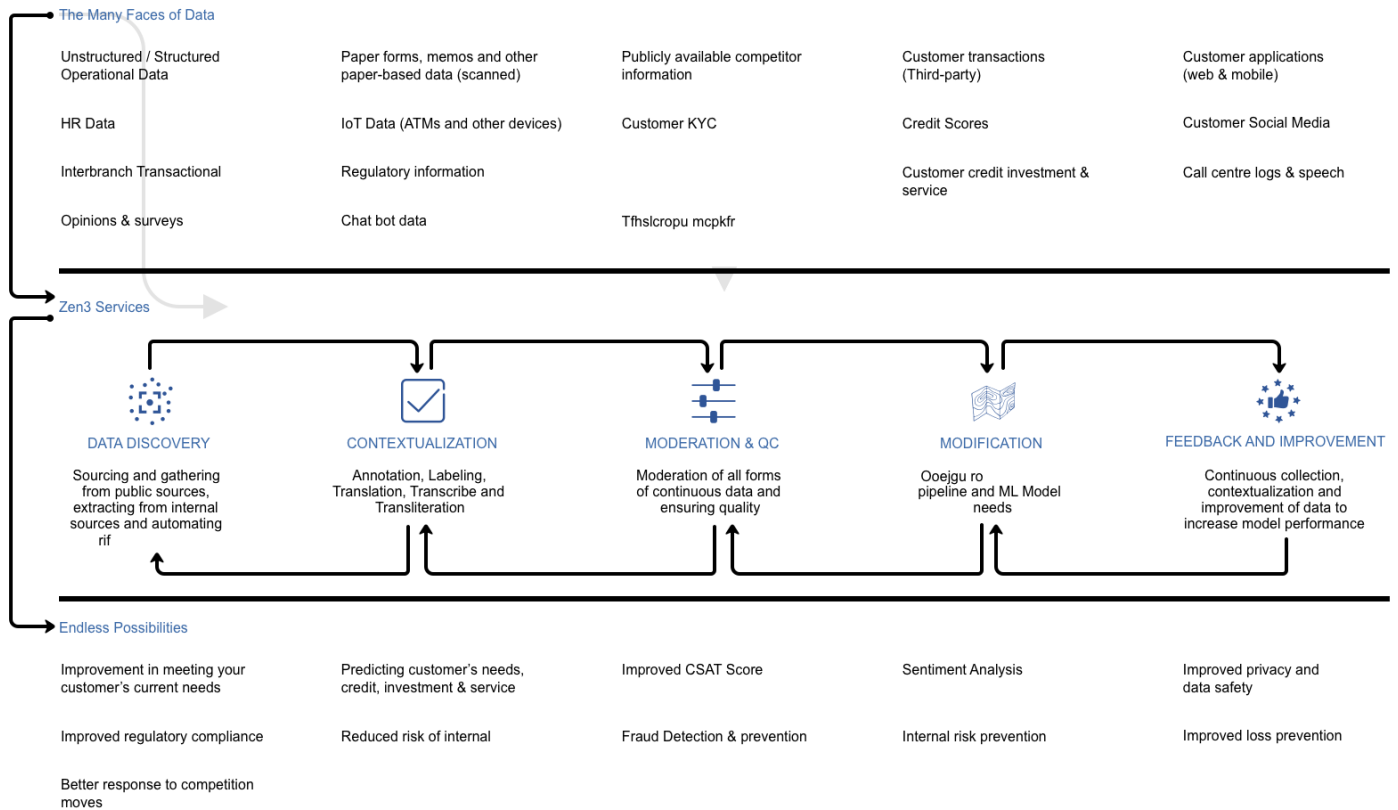 The Many Faces of Data
Unstructured / Structured
Operational Data
Paper forms, memos and other
paper-based data (scanned)
Publicly available competitor
information
Customer transactions
(Third-party)
Customer applications
(web & mobile)
HR Data
IoT Data (ATMs and other devices)
Customer KYC
Credit Scores
Customer Social Media
Interbranch Transactional
Regulatory information
Customer credit investment &
service
Call centre logs & speech
Opinions & surveys
Chat bot data
Tfhslcropu mcpkfr
Zen3 Services
DATA DISCOVERY
Sourcing and gathering
from public sources,
extracting from internal
sources and automating
rif
CONTEXTUALIZATION
Annotation, Labeling,
Translation, Transcribe and
Transliteration
MODERATION & QC
Moderation of all forms
of continuous data and
ensuring quality
MODIFICATION
Ooejgu ro
pipeline and ML Model
needs
FEEDBACK AND IMPROVEMENT
Continuous collection,
contextualization and
improvement of data to
increase model performance
Endless Possibilities
Improvement in meeting your
customer’s current needs
Predicting customer’s needs,
credit, investment & service
Improved CSAT Score
Sentiment Analysis
Improved privacy and
data safety
Improved regulatory compliance
Reduced risk of internal
Fraud Detection & prevention
Internal risk prevention
Improved loss prevention
Better response to competition
moves